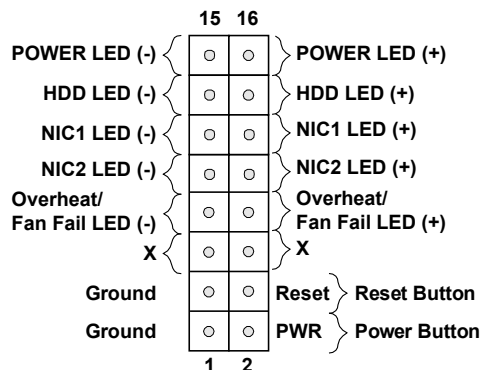 15 16
POWER LED (-) POWER LED (+)
HDD LED (-) HDD LED (+)
NIC1 LED (-) NIC1 LED (+)
NIC2 LED (-) NIC2 LED (+)
Overheat/ Overheat/
Fan Fail LED (-) Fan Fail LED (+)
X X
Ground Reset Reset Button
Ground PWR Power Button
1 2